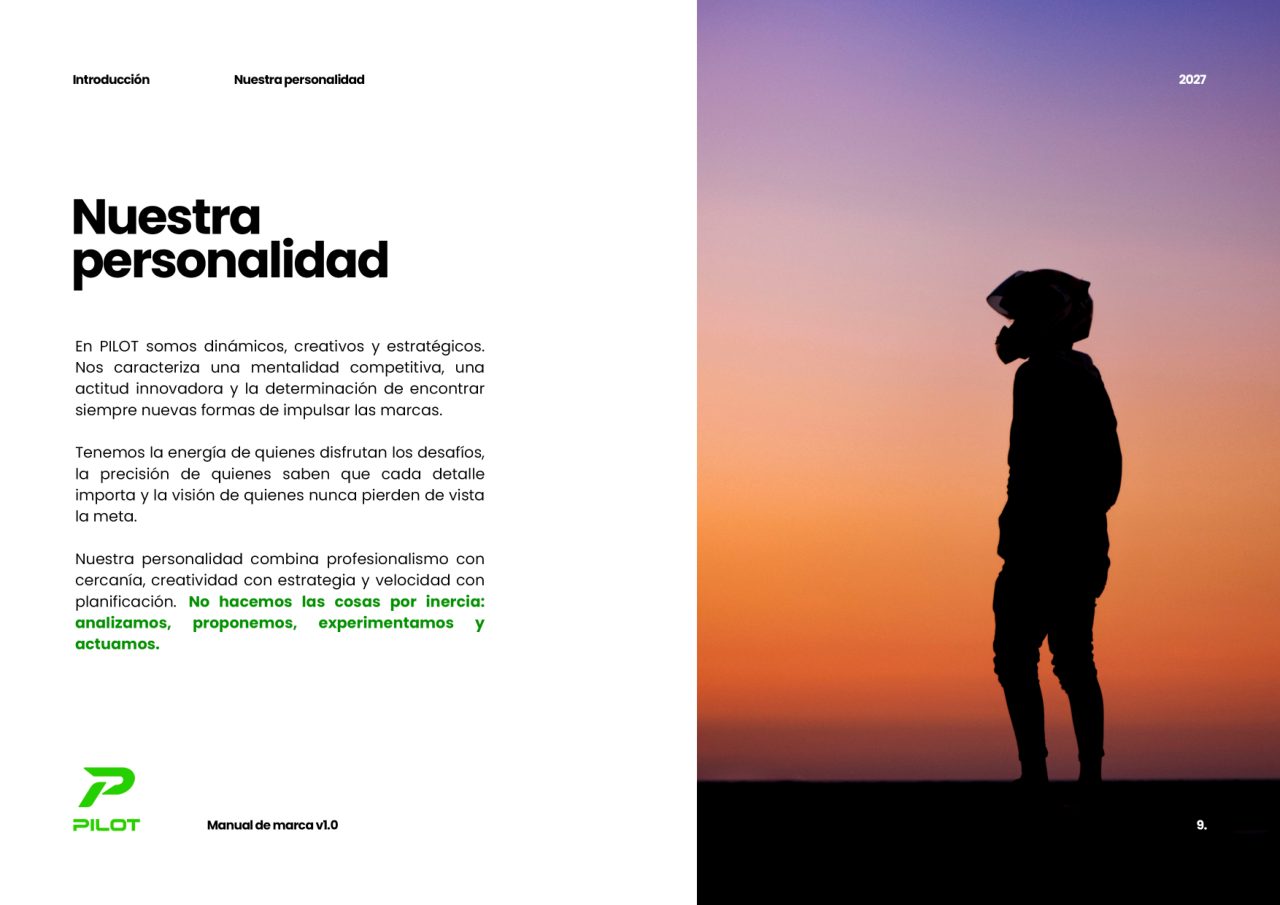 Introducción
Nuestra personalidad
2027
Nuestra
personalidad
En PILOT somos dinámicos, creativos y estratégicos.
Nos caracteriza una mentalidad competitiva, una
actitud innovadora y la determinación de encontrar
siempre nuevas formas de impulsar las marcas.
Tenemos la energía de quienes disfrutan los desafíos,
la precisión de quienes saben que cada detalle
importa y la visión de quienes nunca pierden de vista
la meta.
Nuestra personalidad combina profesionalismo con
cercanía, creatividad con estrategia y velocidad con
planificación. No hacemos las cosas por inercia:
analizamos, proponemos, experimentamos y
actuamos.
PILOT
Manual de marca v1.0
9.